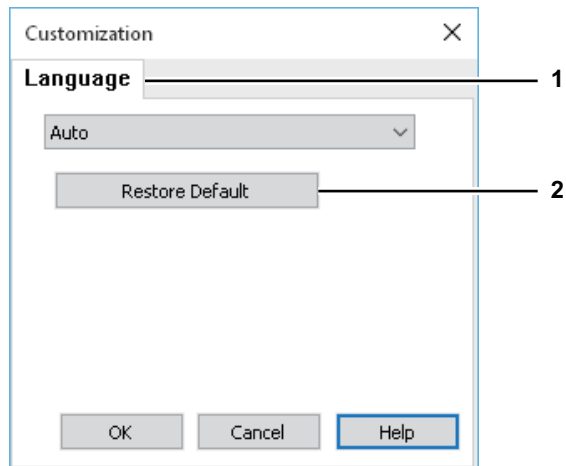 Customization
Language
1
Auto
Restore Default
2
OK Cancel Help